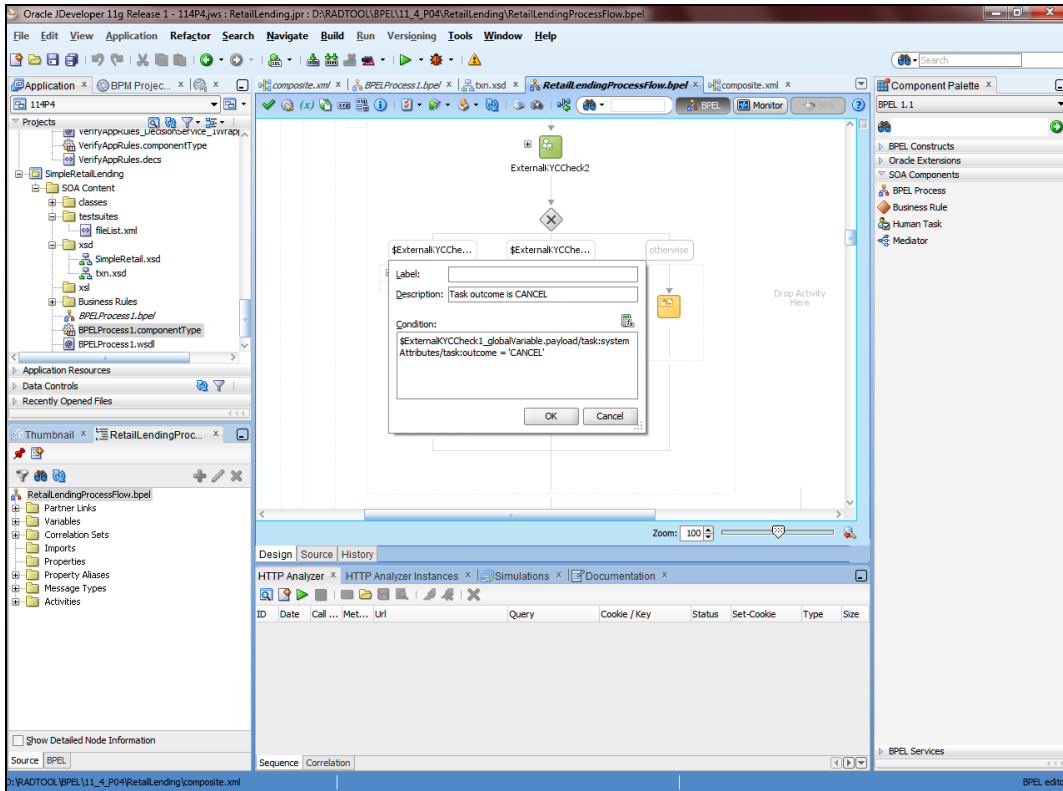 Oracle JDeveloper 11g Release 1 - 114P4.jws : RetailLending.jpr : D:\RADTOOL\BPEL\11_4_P04\RetailLending\RetailLendingProcessFlow.bpel
File Edit View Application Refactor Search Navigate Build Run Versioning Tools Window Help
Search
Application x BPM Projec... x x
composite.xml x BPELProcess1.bpel x txn.xsd x RetailLendingProcessFlow.bpel x composite.xml x
Component Palette x
114P4
BPEL Monitor BPA
BPEL 1.1
Projects
VerifyAppRules_DecisionService_1Wrapp
VerifyAppRules.componentType
VerifyAppRules.decs
SimpleRetailLending
SOA Content
classes
testsuites
fileList.xml
xsd
SimpleRetail.xsd
txn.xsd
xsl
Business Rules
BPELProcess1.bpel
BPELProcess1.componentType
BPELProcess1.wsdl
Application Resources
Data Controls
Recently Opened Files
ExternalKYCCheck2
$ExternalKYCChe... $ExternalKYCChe... otherwise
Label:
Description: Task outcome is CANCEL
Condition:
$ExternalKYCCheck1_globalVariable.payload/task:system
Attributes/task:outcome = 'CANCEL'
OK Cancel
Drop Activity
Here
BPEL Constructs
Oracle Extensions
SOA Components
BPEL Process
Business Rule
Human Task
Mediator
BPEL Services
Thumbnail x RetailLendingProc... x
RetailLendingProcessFlow.bpel
Partner Links
Variables
Correlation Sets
Imports
Properties
Property Aliases
Message Types
Activities
Show Detailed Node Information
Source BPEL
Zoom: 100
Design Source History
HTTP Analyzer x HTTP Analyzer Instances x Simulations x Documentation x
ID Date Call ... Met... Url Query Cookie / Key Status Set-Cookie Type Size
Sequence Correlation
D:\RADTOOL\BPEL\11_4_P04\RetailLending\composite.xml
BPEL edito